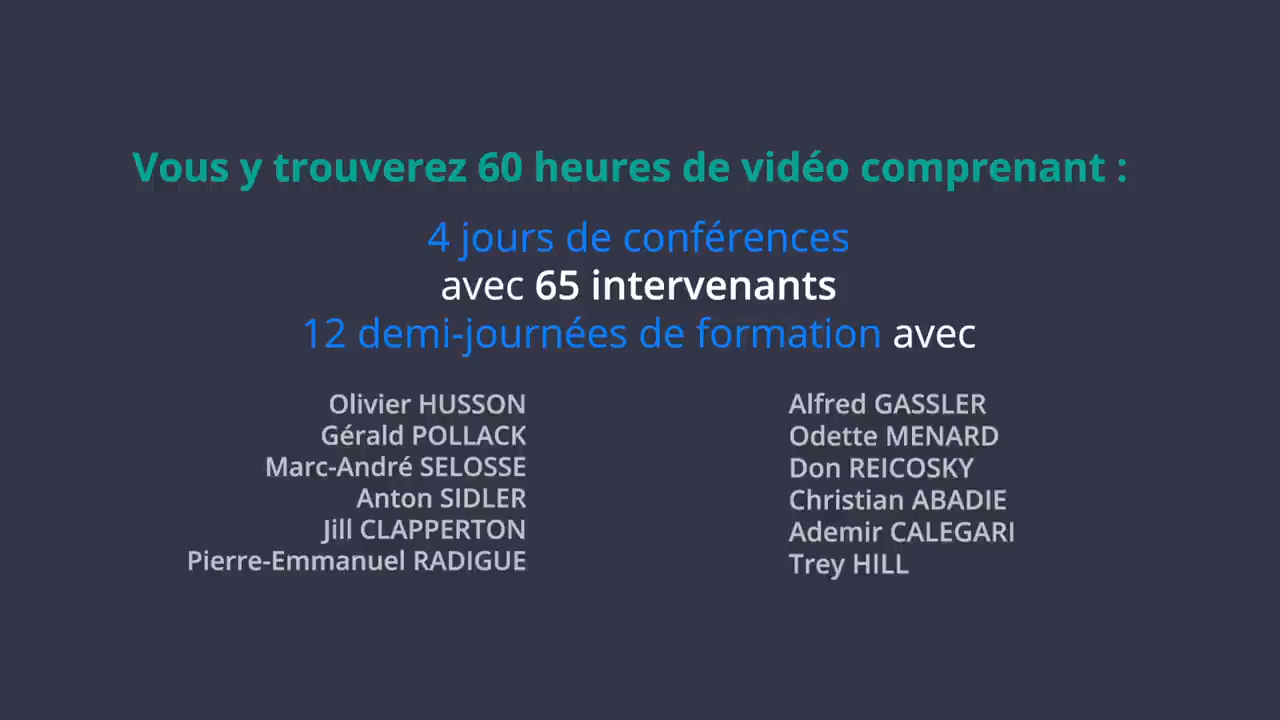 Vous y trouverez 60 heures de vidéo comprenant :
4 jours de conférences
avec 65 intervenants
12 demi-journées de formation avec
Olivier HUSSON
Gérald POLLACK
Marc-André SELOSSE
Anton SIDLER
Jill CLAPPERTON
Pierre-Emmanuel RADIGUE
Alfred GASSLER
Odette MENARD
Don REICOSKY
Christian ABADIE
Ademir CALEGARI
Trey HILL